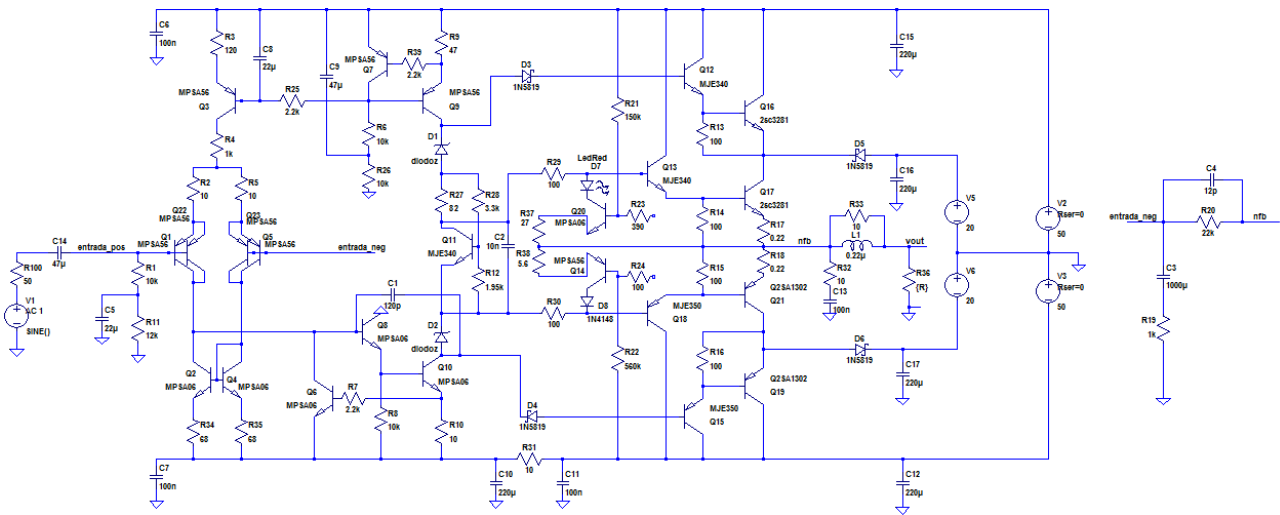 C6
100n
R3
120
C8
22µ
C9
47µ
MPSA56
Q7
R39
2.2k
R9
47
MPSA56
Q9
D3
1N5819
Q12
MJE340
C15
220µ
MPSA56
Q3
R25
2.2k
R21
150k
Q16
2sc3281
R4
1k
R6
10k
D1
diodoz
R13
100
R26
10k
LedRed
D7
R29
100
Q13
MJE340
D5
1N5819
C16
220µ
C4
12p
R2
10
R5
10
R27
82
R28
3.3k
Q17
2sc3281
V5
20
V2
Rser=0
50
entrada_neg
R20
22k
nfb
Q22
MPSA56
Q23
MPSA56
Q20
MPSA06
R23
390
R14
100
R17
0.22
R33
10
R37
27
C14
47µ
entrada_pos
Q1
MPSA56
Q5
MPSA56
entrada_neg
Q11
MJE340
C2
10n
nfb
L1
0.22µ
vout
R100
50
R1
10k
R38
5.6
MPSA56
Q14
R24
100
R15
100
R18
0.22
R32
10
R36
{R}
V6
20
V3
Rser=0
50
C3
1000µ
V1
AC 1
SINE()
C5
22µ
R11
12k
C1
120p
R12
1.95k
R30
100
D8
1N4148
MJE350
Q18
Q2SA1302
Q21
C13
100n
R19
1k
Q8
MPSA06
D2
diodoz
D6
1N5819
Q2
MPSA06
Q4
MPSA06
Q6
MPSA06
R7
2.2k
Q10
MPSA06
R22
560k
R16
100
Q2SA1302
Q19
C17
220µ
R34
68
R35
68
R8
10k
R10
10
D4
1N5819
MJE350
Q15
C7
100n
C10
220µ
R31
10
C11
100n
C12
220µ